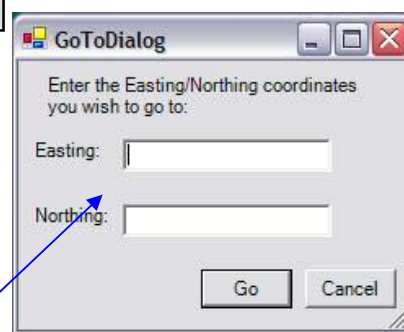 GoToDialog
Enter the Easting/Northing coordinates
you wish to go to:
Easting:
Northing:
Go Cancel